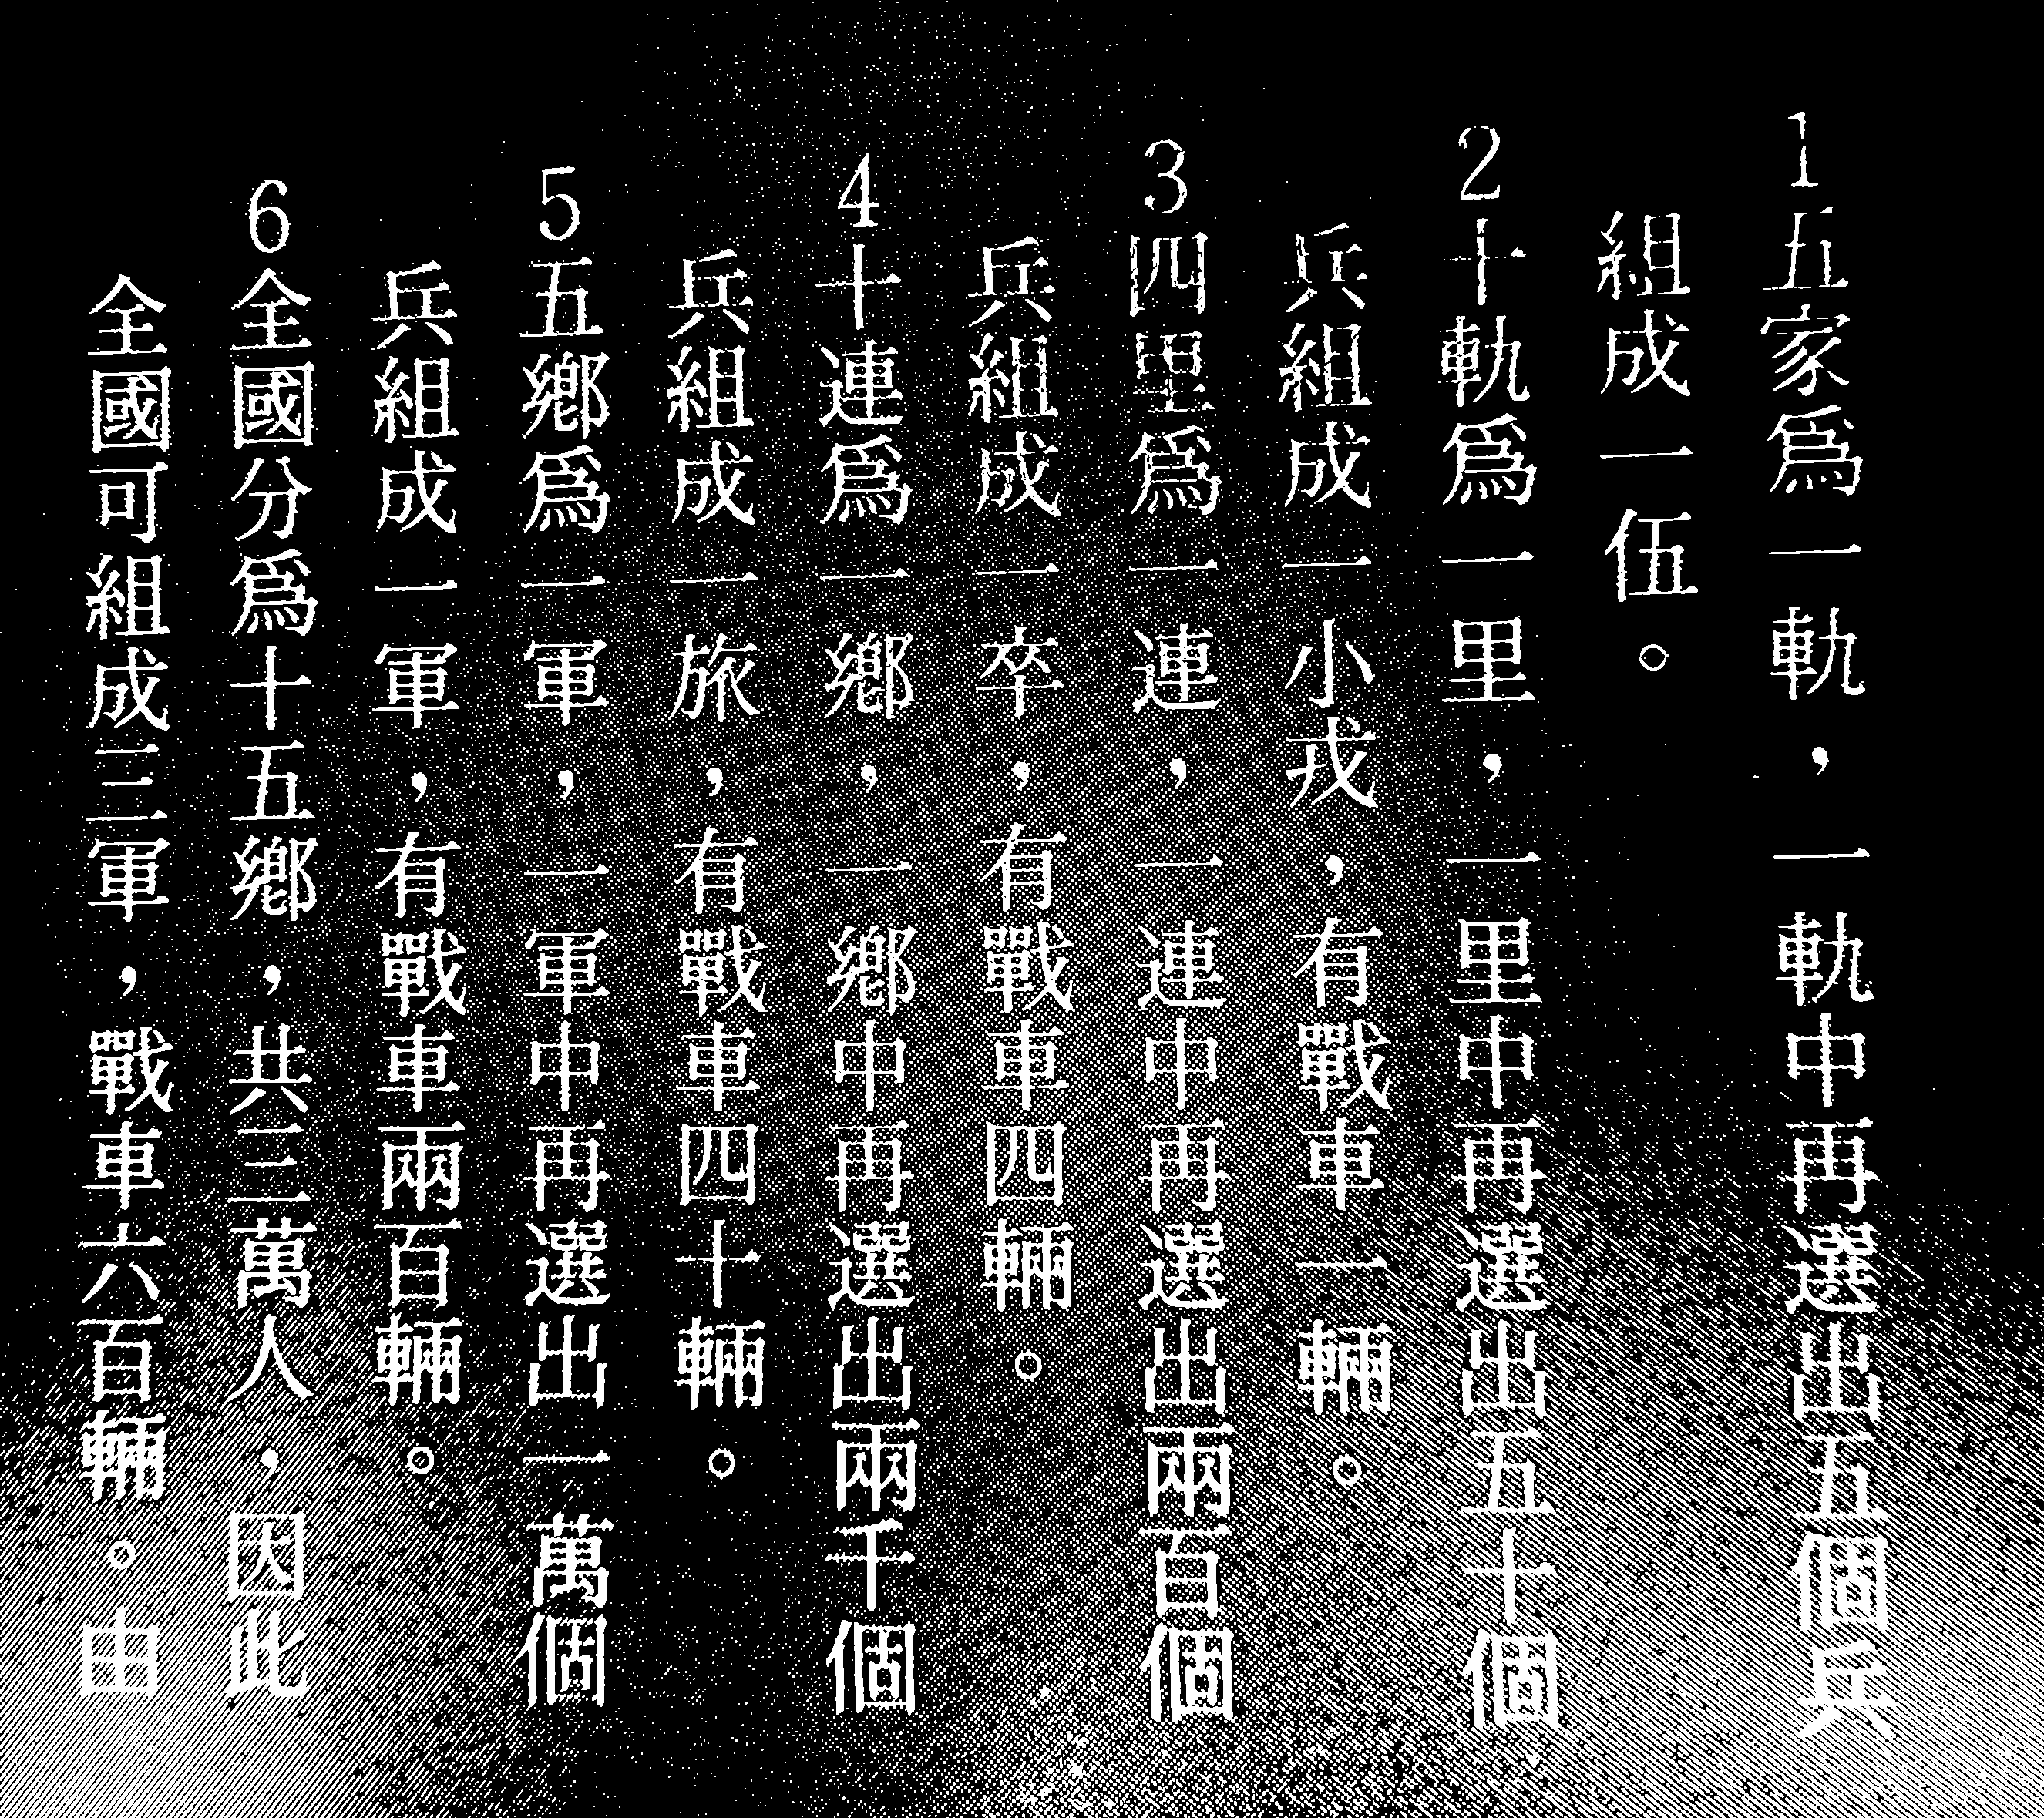 1五家爲一軌，一軌中再選出五個兵
組成一伍。
2十軌爲一里，一里中再選出五十個
兵組成一小戎，有戰車一輛。
3四里爲一連，一連中再選出兩百個
兵組成一卒，有戰車四輛。
4十連爲一鄉，一鄉中再選出兩千個
兵組成一旅，有戰車四十輛。
5五鄉爲一軍，一軍中再選出一萬個
兵組成一軍，有戰車兩百輛。
6全國分爲十五鄉，共三萬人，因此
全國可組成三軍，戰車六百輛。由